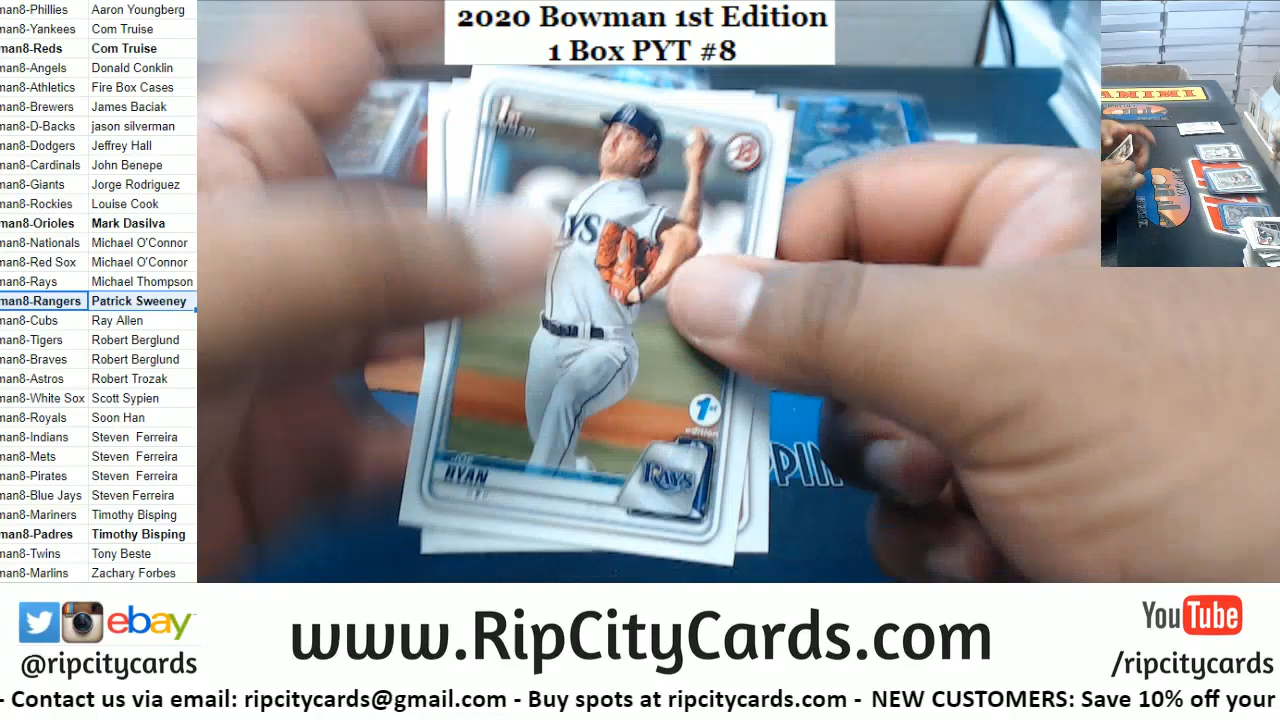 2020 Bowman 1st Edition
1 Box PYT #8
man8-Phillies Aaron Youngberg
man8-Yankees Com Truise
man8-Reds Com Truise
man8-Angels Donald Conklin
man8-Athletics Fire Box Cases
man8-Brewers James Baciak
man8-D-Backs jason silverman
man8-Dodgers Jeffrey Hall
man8-Cardinals John Benepe
man8-Giants Jorge Rodriguez
man8-Rockies Louise Cook
man8-Orioles Mark Dasilva
man8-Nationals Michael O'Connor
man8-Red Sox Michael O'Connor
man8-Rays Michael Thompson
man8-Rangers Patrick Sweeney
man8-Cubs Ray Allen
man8-Tigers Robert Berglund
man8-Braves Robert Berglund
man8-Astros Robert Trozak
man8-White Sox Scott Sypien
man8-Royals Soon Han
man8-Indians Steven Ferreira
man8-Mets Steven Ferreira
man8-Pirates Steven Ferreira
man8-Blue Jays Steven Ferreira
man8-Mariners Timothy Bisping
man8-Padres Timothy Bisping
man8-Twins Tony Beste
man8-Marlins Zachary Forbes
1st
B
YS
1st
edition
RYAN
RAYS
PPIN
PANINI
ebay
@ripcitycards
www.RipCityCards.com
YouTube
/ripcitycards
- Contact us via email: ripcitycards@gmail.com - Buy spots at ripcitycards.com - NEW CUSTOMERS: Save 10% off your